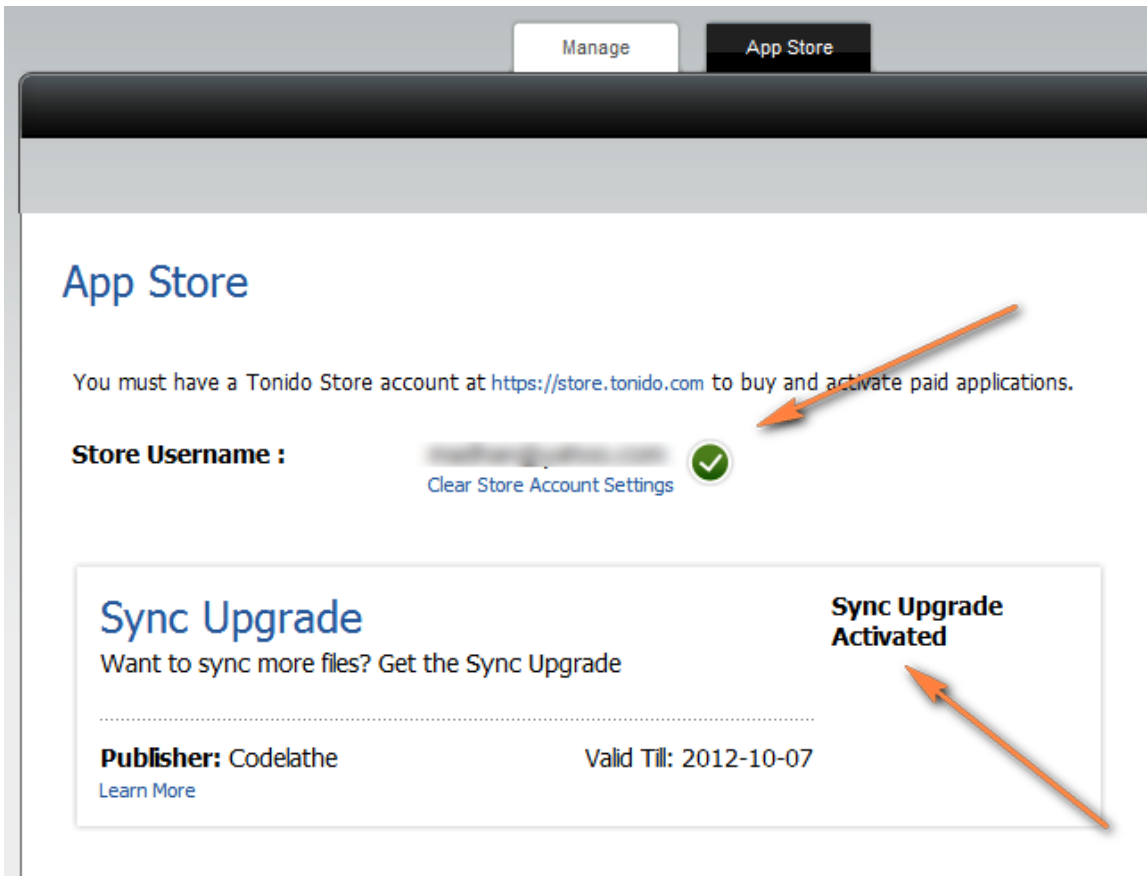 Manage
App Store
App Store
You must have a Tonido Store account at https://store.tonido.com to buy and activate paid applications.
Store Username :
Clear Store Account Settings
Sync Upgrade
Want to sync more files? Get the Sync Upgrade
Sync Upgrade
Activated
Publisher: Codelathe
Valid Till: 2012-10-07
Learn More